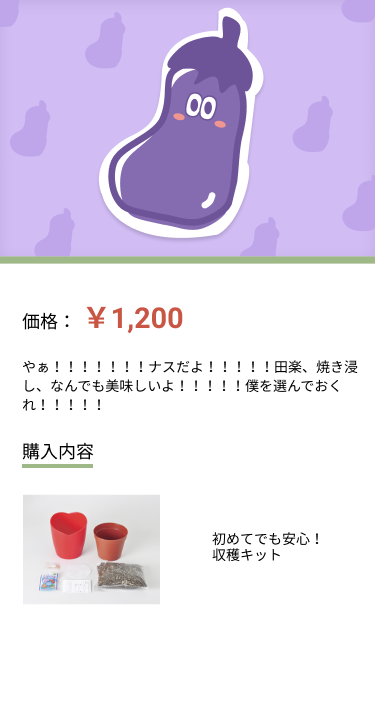 価格： ￥1,200
やぁ！！！！！！！ナスだよ！！！！！田楽、焼き浸
し、なんでも美味しいよ！！！！！僕を選んでおく
れ！！！！！
購入内容
初めてでも安心！
収穫キット